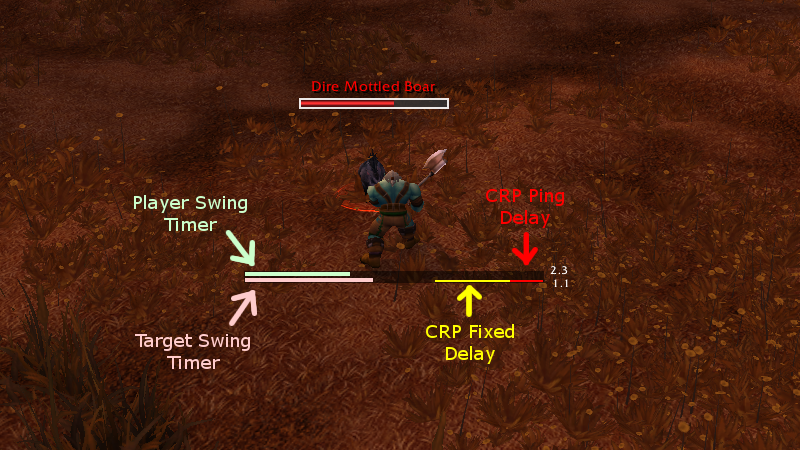 Dire Mottled Boar
Player Swing
Timer
CRP Ping
Delay
2.3
1.1
CRP Fixed
Delay
Target Swing
Timer